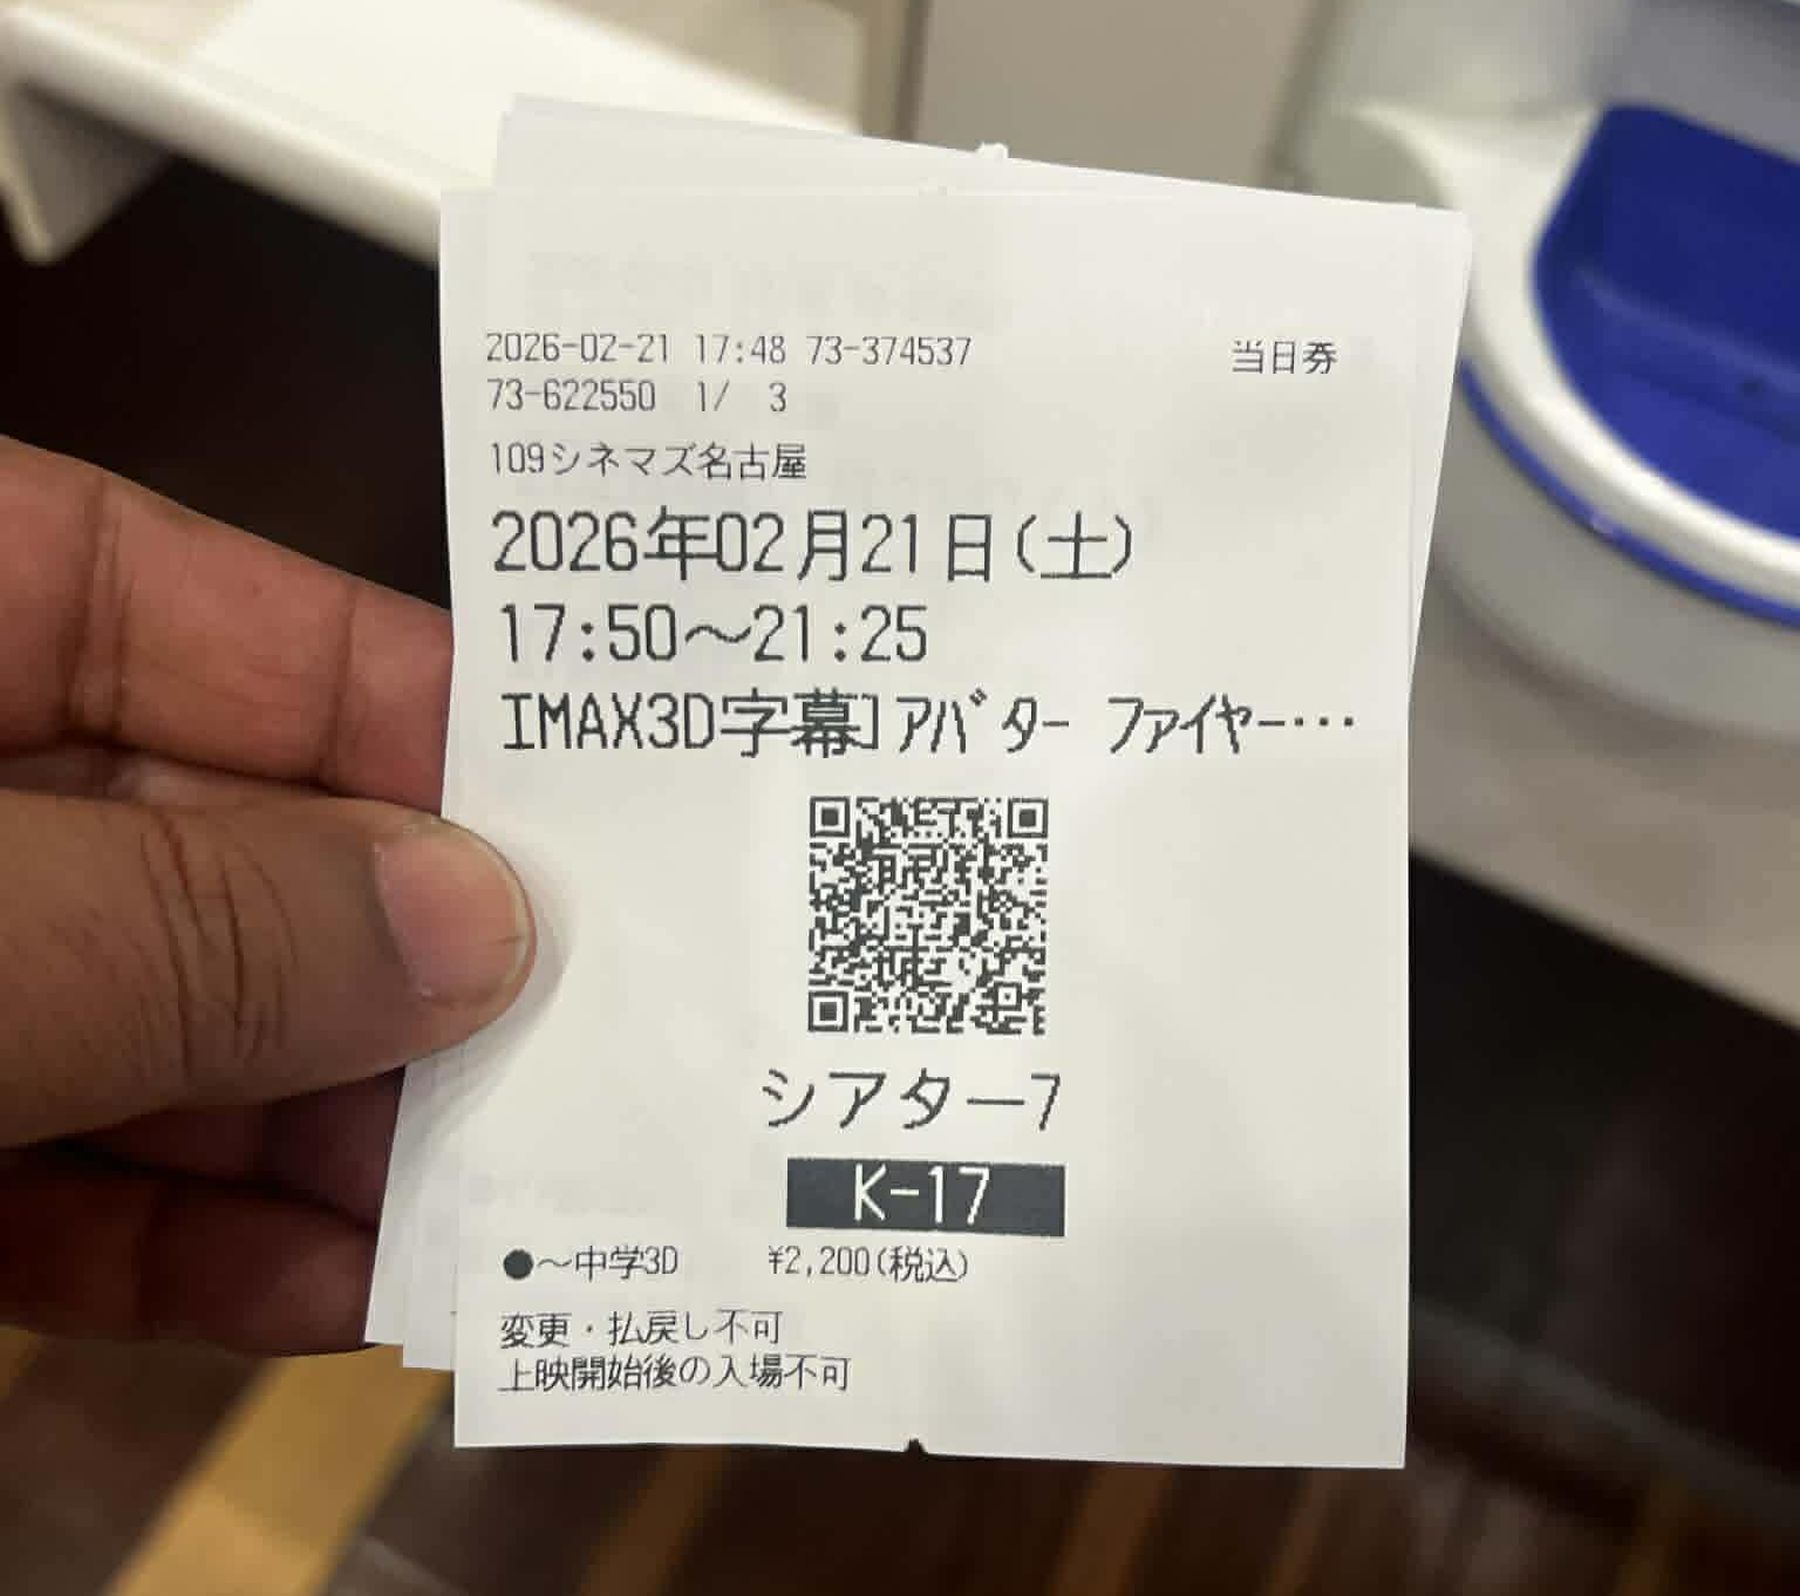 2026-02-21 17:48 73-374537 当日券
73-622550 1/ 3
109シネマズ名古屋
2026年02月21日(土)
17:50～21:25
IMAX3D字幕]アバター ファイヤー…
シアター7
K-17
●～中学3D ¥2,200(税込)
変更・払戻し不可
上映開始後の入場不可